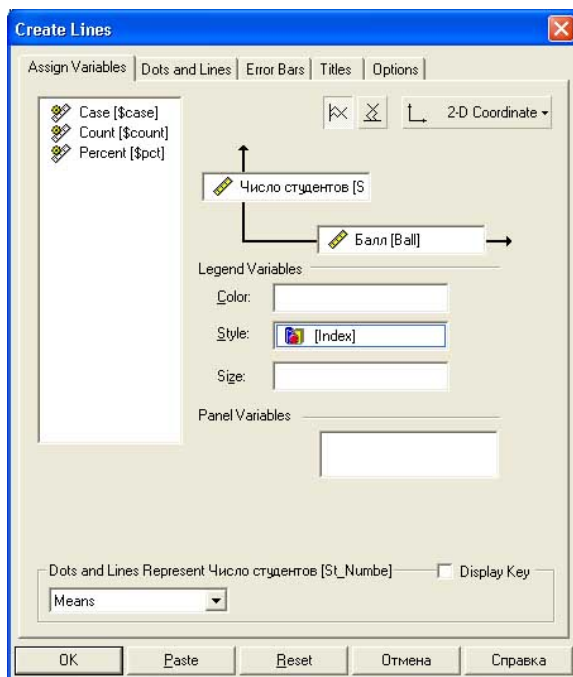 Create Lines
Assign Variables Dots and Lines Error Bars Titles Options
Case [$case]
Count [$count]
Percent [$pct]
2-D Coordinate
Число студентов [S
Балл [Ball]
Legend Variables
Color:
Style: [Index]
Size:
Panel Variables
Dots and Lines Represent Число студентов [St_Numbe] Display Key
Means
OK Paste Reset Отмена Справка